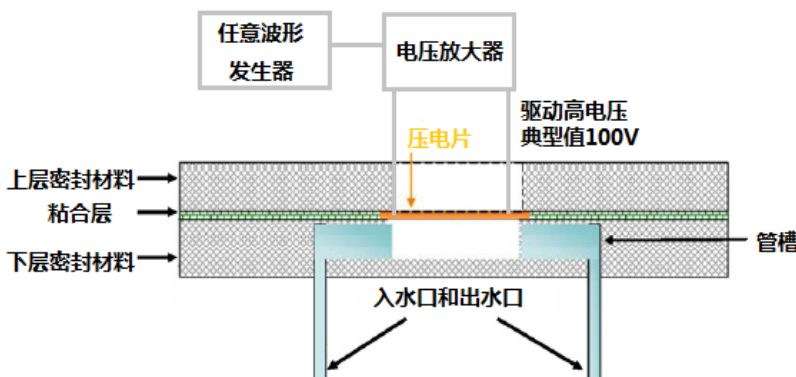 任意波形
发生器
电压放大器
驱动高电压
典型值100V
压电片
上层密封材料
粘合层
下层密封材料
管槽
入水口和出水口